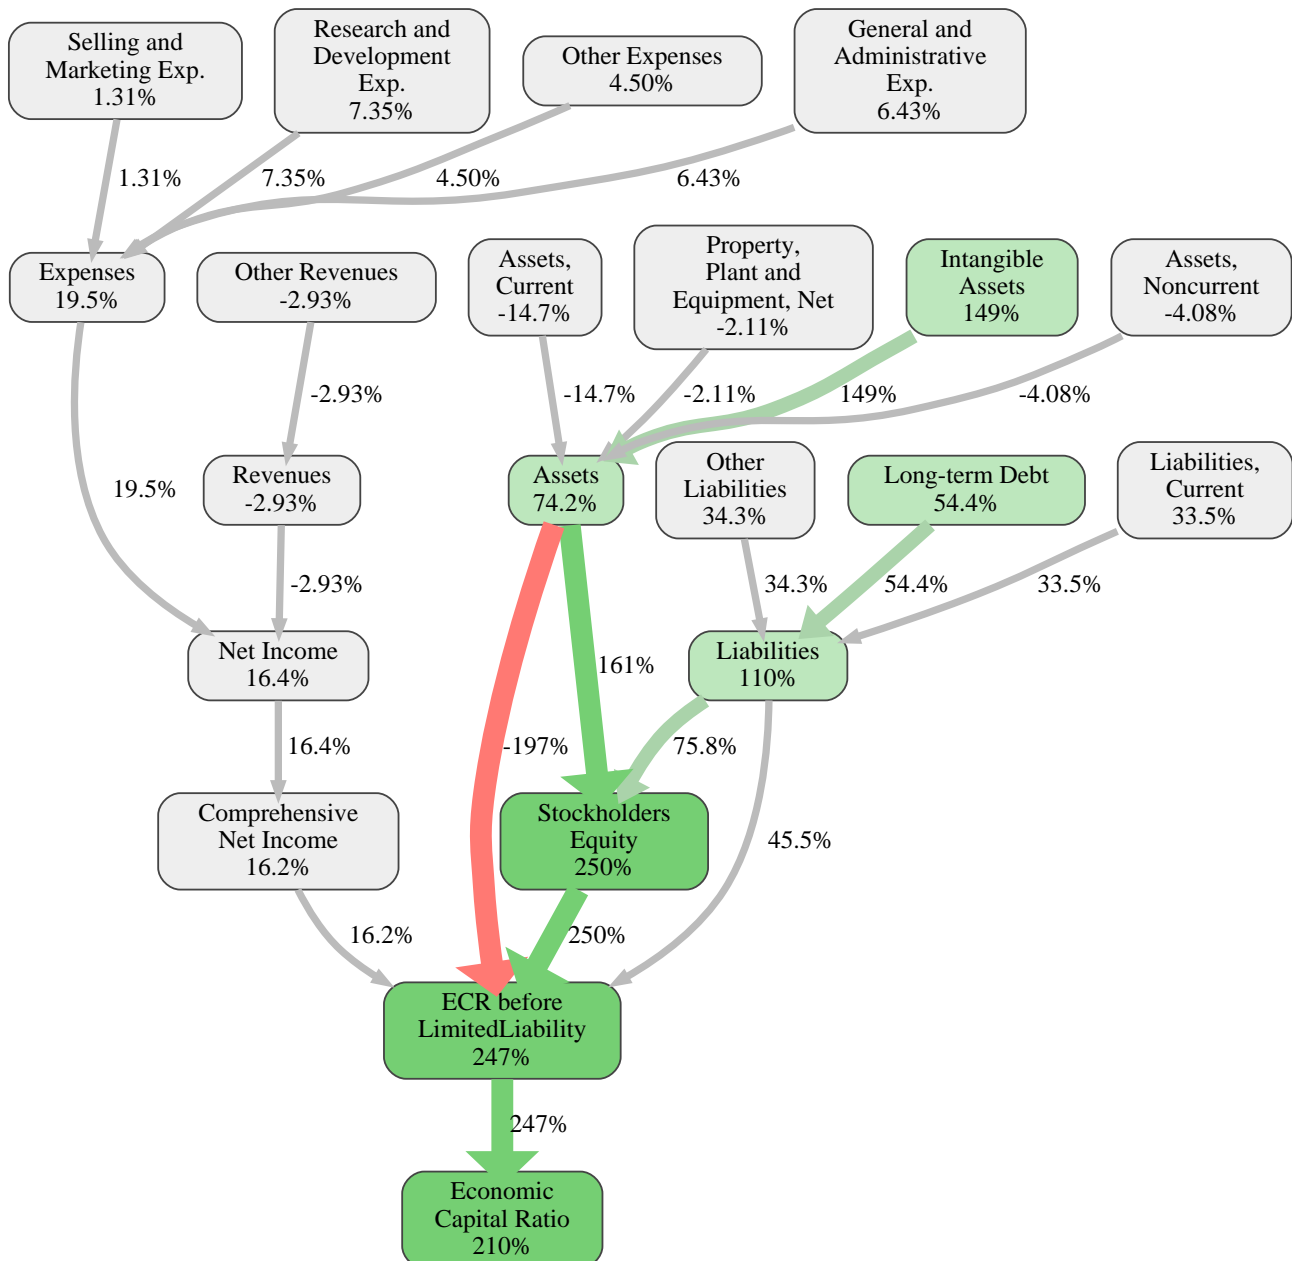 Selling and
Marketing Exp.
1.31%
Research and
Development
Exp.
7.35%
Other Expenses
4.50%
General and
Administrative
Exp.
6.43%
1.31%
7.35%
4.50%
6.43%
Expenses
19.5%
Other Revenues
-2.93%
Assets,
Current
-14.7%
Property,
Plant and
Equipment, Net
-2.11%
Intangible
Assets
149%
Assets,
Noncurrent
-4.08%
-2.93%
-14.7%
-2.11%
149%
-4.08%
19.5%
Revenues
-2.93%
Assets
74.2%
Other
Liabilities
34.3%
Long-term Debt
54.4%
Liabilities,
Current
33.5%
-2.93%
34.3%
54.4%
33.5%
Net Income
16.4%
161%
Liabilities
110%
16.4%
-197%
75.8%
Comprehensive
Net Income
16.2%
Stockholders
Equity
250%
45.5%
16.2%
250%
ECR before
LimitedLiability
247%
247%
Economic
Capital Ratio
210%